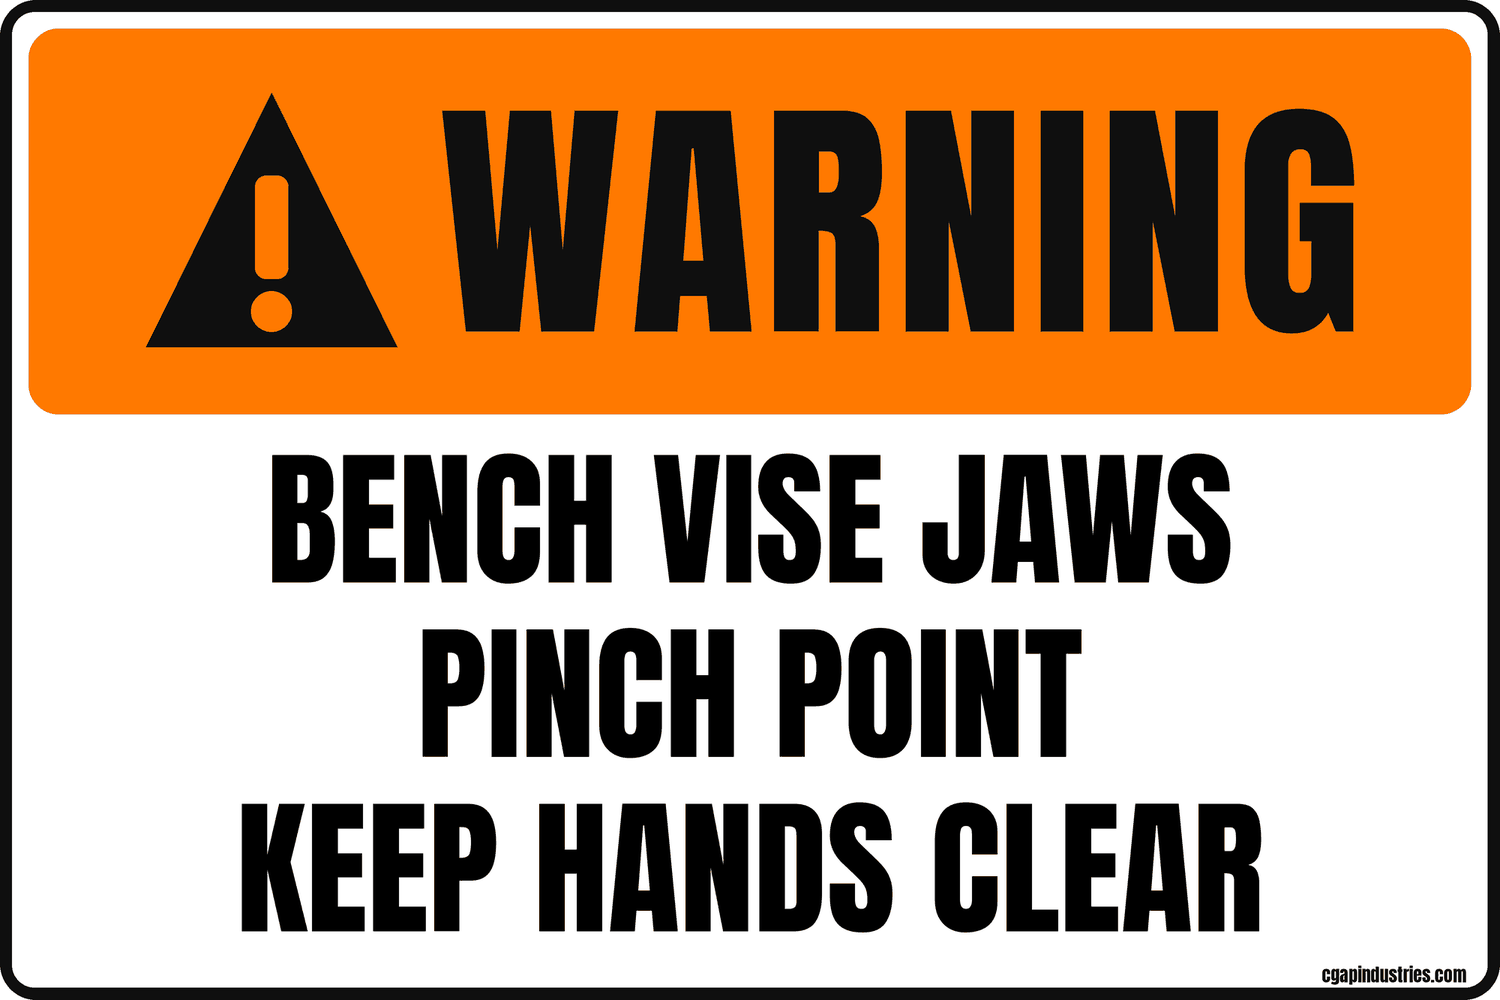 WARNING
BENCH VISE JAWS
PINCH POINT
KEEP HANDS CLEAR
cgapindustries.com